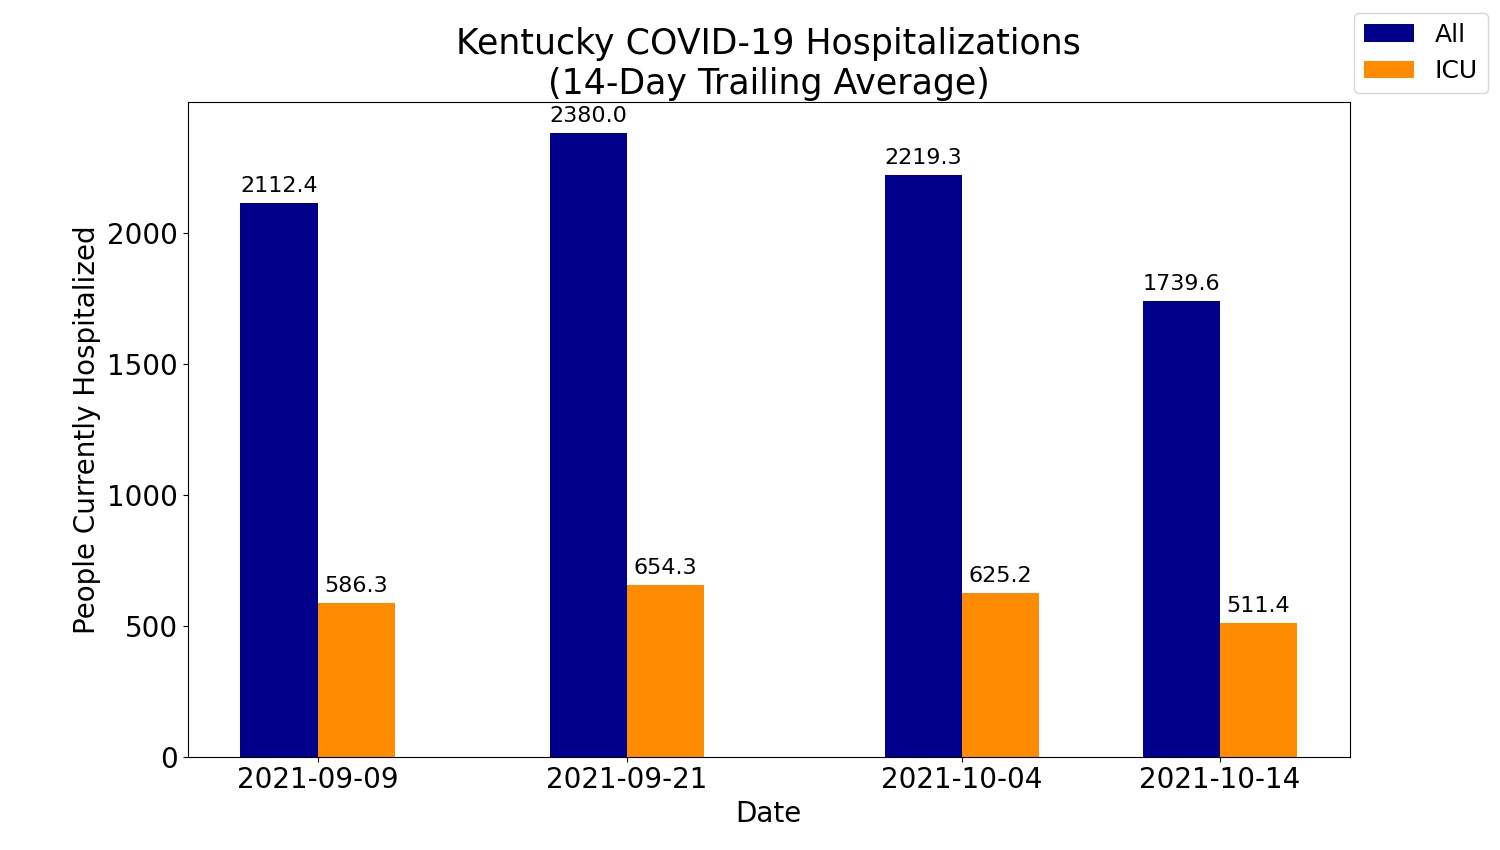 Kentucky COVID-19 Hospitalizations
(14-Day Trailing Average)
All
ICU
People Currently Hospitalized
2000
1500
1000
500
0
2112.4
586.3
2380.0
654.3
2219.3
625.2
1739.6
511.4
2021-09-09
2021-09-21
2021-10-04
2021-10-14
Date